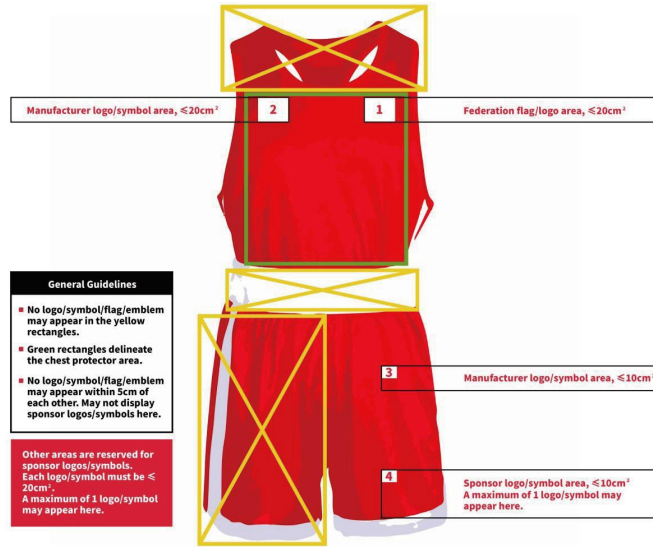 2
1
Manufacturer logo/symbol area, ≤20cm²
Federation flag/logo area, ≤20cm²
General Guidelines
■ No logo/symbol/flag/emblem
may appear in the yellow
rectangles.
■ Green rectangles delineate
the chest protector area.
■ No logo/symbol/flag/emblem
may appear within 5cm of
each other. May not display
sponsor logos/symbols here.
3
Manufacturer logo/symbol area, ≤10cm²
Other areas are reserved for
sponsor logos/symbols.
Each logo/symbol must be ≤
20cm².
A maximum of 1 logo/symbol
may appear here.
4
Sponsor logo/symbol area, ≤10cm²
A maximum of 1 logo/symbol may
appear here.